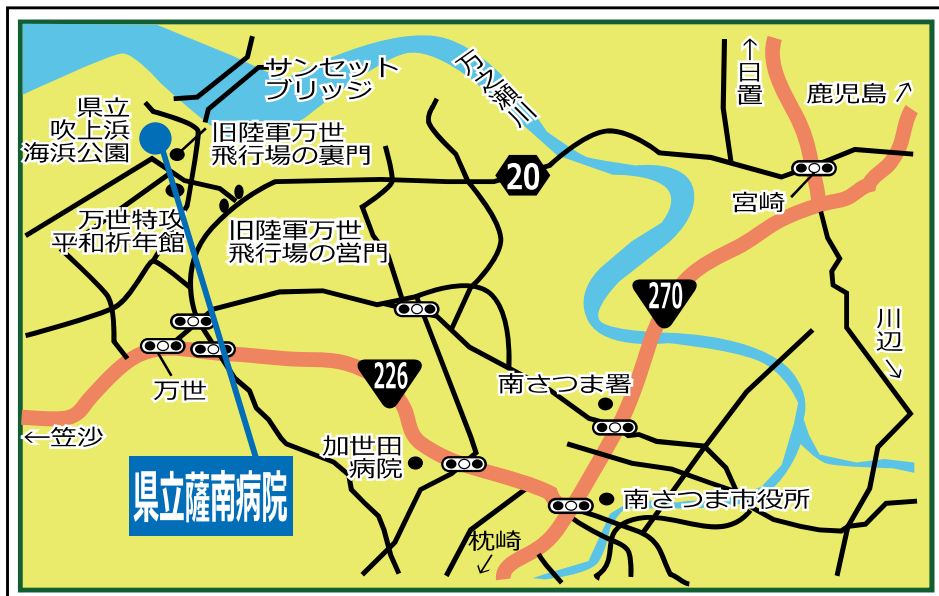 サンセット
ブリッジ
万之瀬川
↑日置
鹿児島↗
県立
吹上浜
海浜公園
旧陸軍万世
飛行場の裏門
20
宮崎
万世特攻
平和祈年館
旧陸軍万世
飛行場の営門
270
川辺↘
万世
226
南さつま署
←笠沙
加世田
病院
県立薩南病院
南さつま市役所
枕崎↙